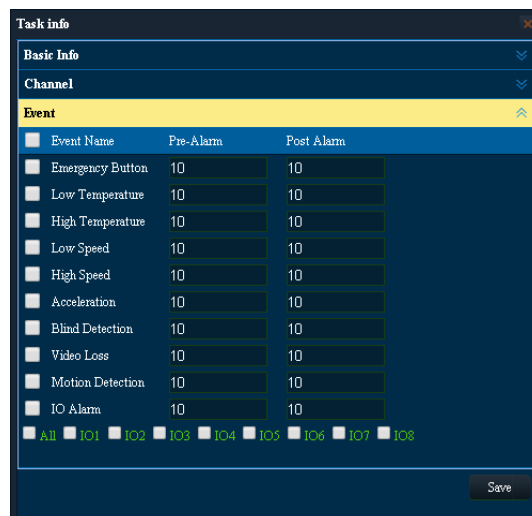 Task info
Basic Info
Channel
Event
Event Name Pre-Alarm Post Alarm
Emergency Button 10 10
Low Temperature 10 10
High Temperature 10 10
Low Speed 10 10
High Speed 10 10
Acceleration 10 10
Blind Detection 10 10
Video Loss 10 10
Motion Detection 10 10
IO Alarm 10 10
All IO1 IO2 IO3 IO4 IO5 IO6 IO7 IO8
Save